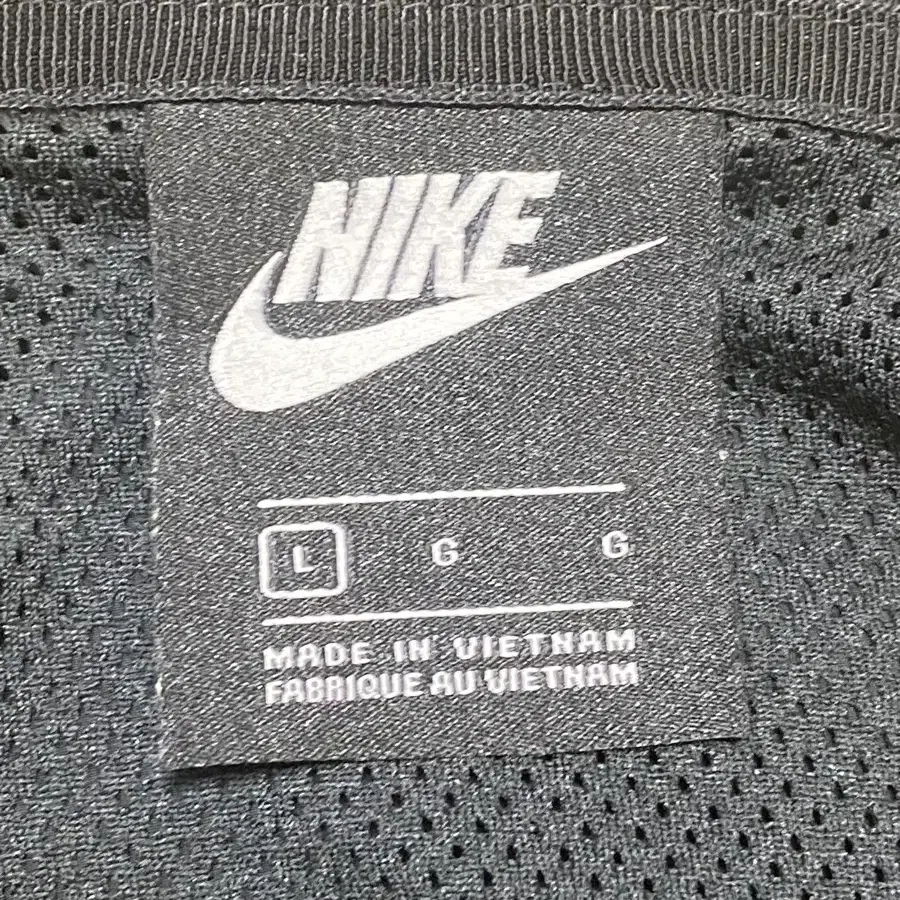 NIKE
L G G
MADE IN VIETNAM
FABRIQUE AU VIETNAM